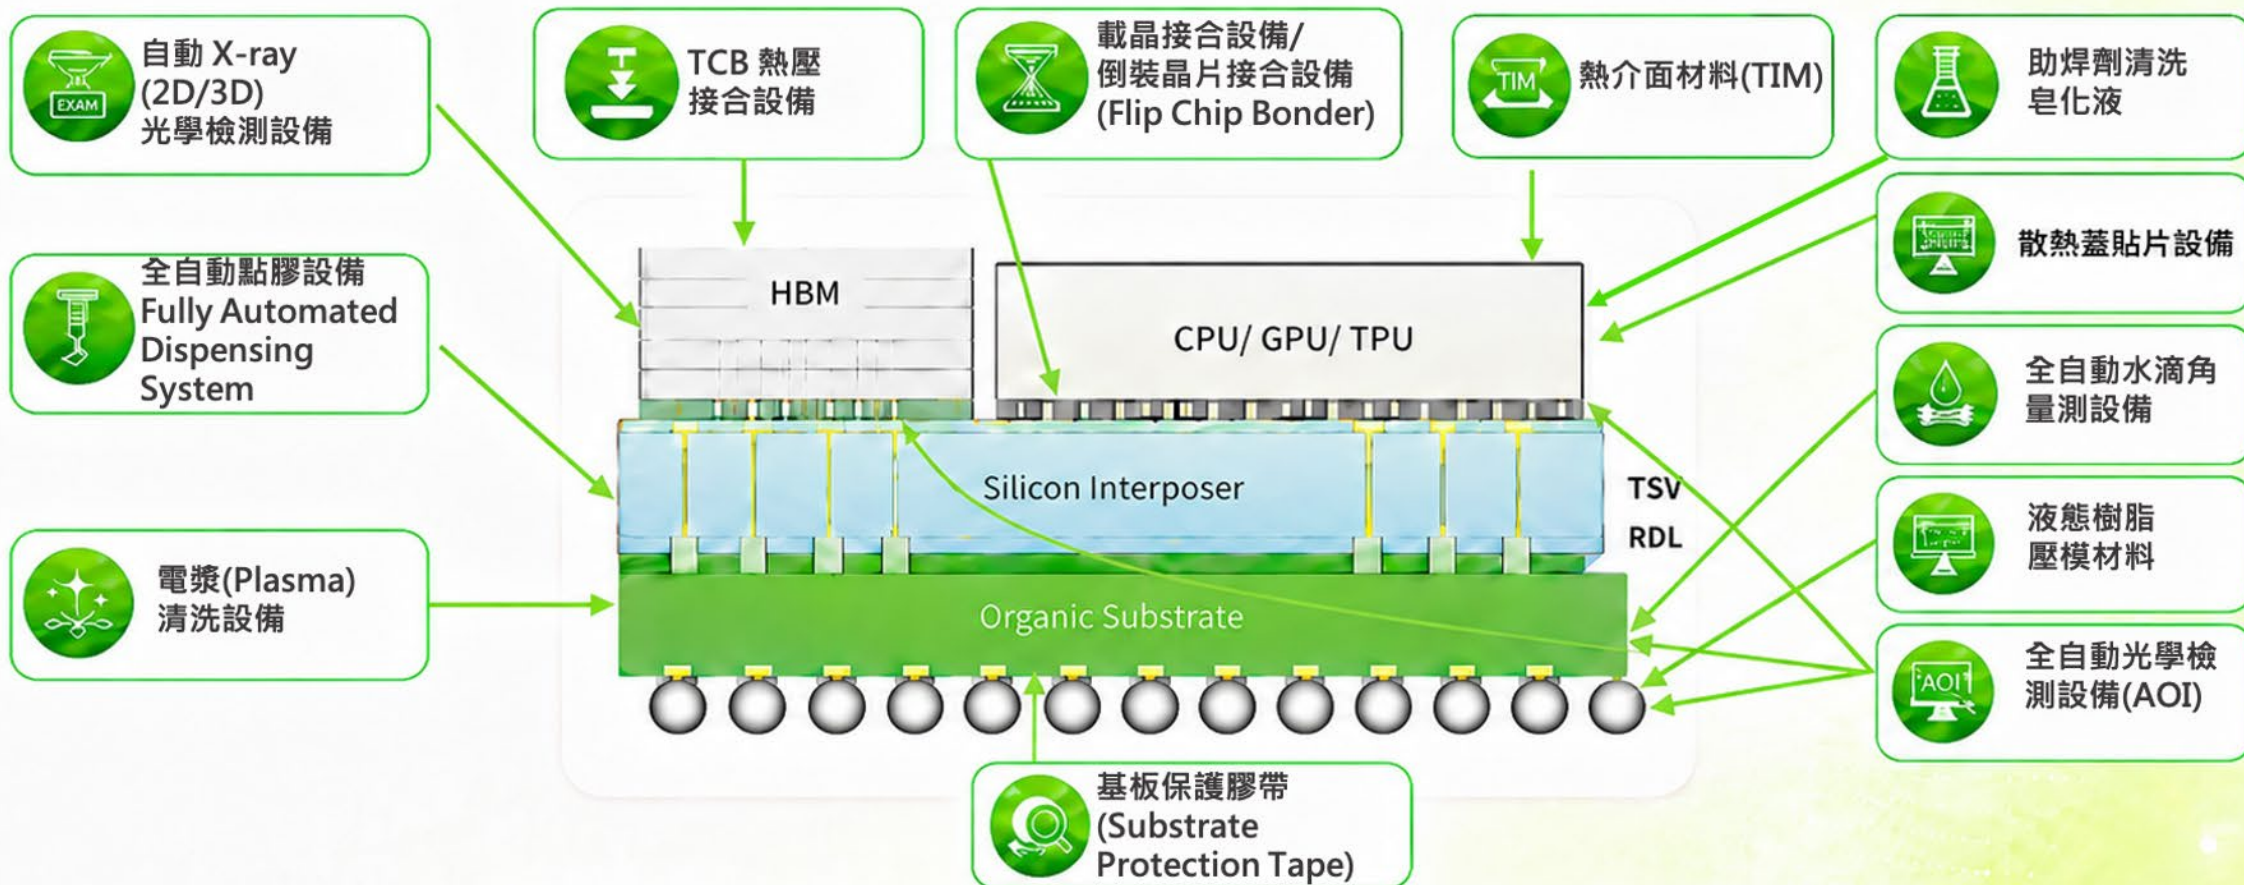 自動 X-ray
(2D/3D)
光學檢測設備
EXAM
TCB 熱壓
接合設備
載晶接合設備/
倒裝晶片接合設備
(Flip Chip Bonder)
TIM
熱介面材料(TIM)
助焊劑清洗
皂化液
散熱蓋貼片設備
全自動點膠設備
Fully Automated
Dispensing
System
HBM
CPU/ GPU/ TPU
全自動水滴角
量測設備
Silicon Interposer
TSV
RDL
液態樹脂
壓模材料
電漿(Plasma)
清洗設備
Organic Substrate
AOI
全自動光學檢
測設備(AOI)
基板保護膠帶
(Substrate
Protection Tape)